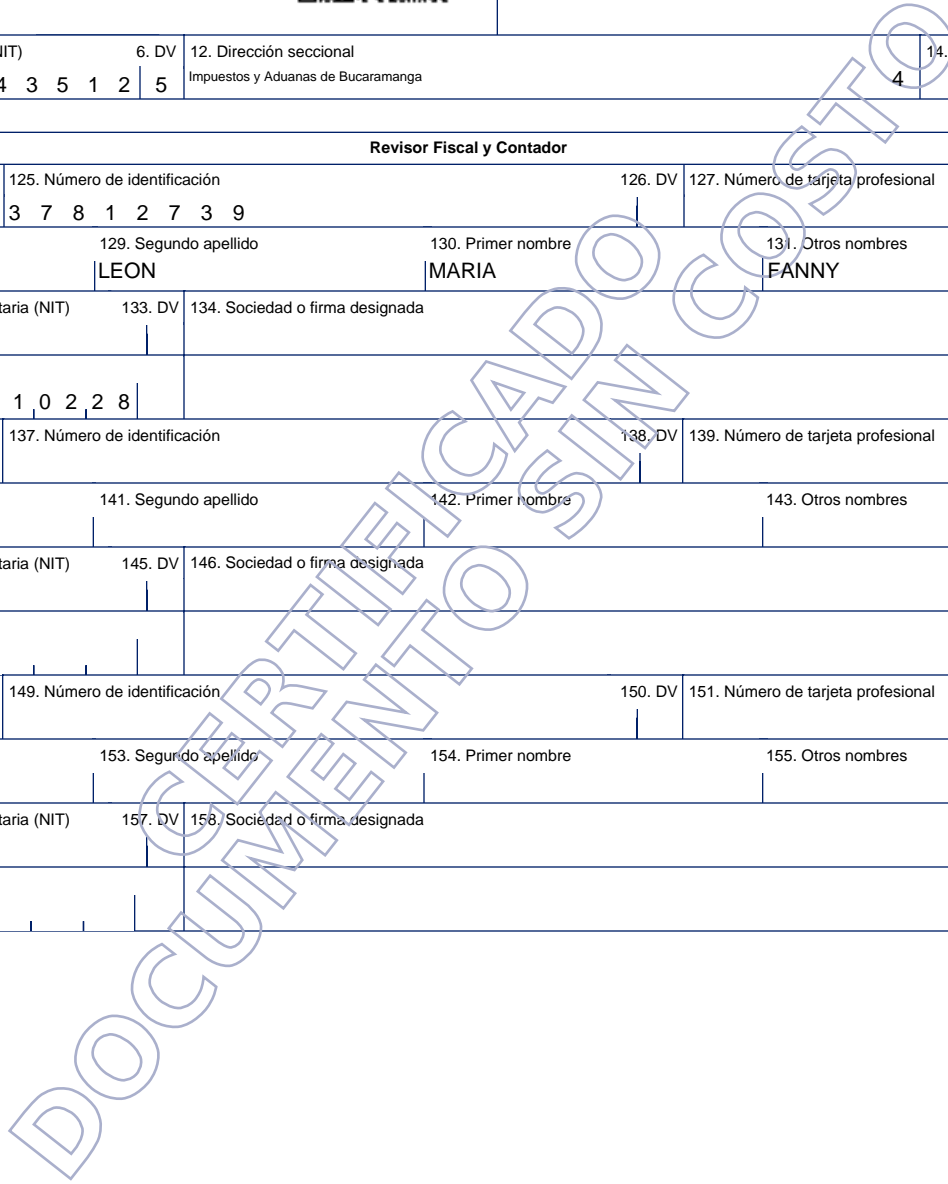 NIT) 6. DV 12. Dirección seccional 14.
4 3 5 1 2 5 Impuestos y Aduanas de Bucaramanga 4
Revisor Fiscal y Contador
125. Número de identificación 126. DV 127. Número de tarjeta profesional
3 7 8 1 2 7 3 9
129. Segundo apellido 130. Primer nombre 131. Otros nombres
LEON MARIA FANNY
taria (NIT) 133. DV 134. Sociedad o firma designada
1 0 2 2 8
137. Número de identificación 138. DV 139. Número de tarjeta profesional
141. Segundo apellido 142. Primer nombre 143. Otros nombres
taria (NIT) 145. DV 146. Sociedad o firma designada
149. Número de identificación 150. DV 151. Número de tarjeta profesional
153. Segundo apellido 154. Primer nombre 155. Otros nombres
taria (NIT) 157. DV 158. Sociedad o firma designada
CERTIFICADO
DOCUMENTO SIN COSTO